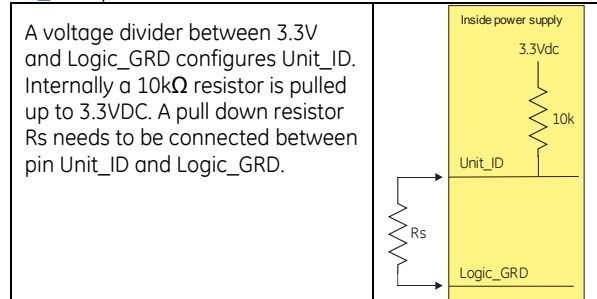 A voltage divider between 3.3V
and Logic_GRD configures Unit_ID.
Internally a 10kΩ resistor is pulled
up to 3.3VDC. A pull down resistor
Rs needs to be connected between
pin Unit_ID and Logic_GRD.
Inside power supply
3.3Vdc
10k
Unit_ID
Rs
Logic_GRD